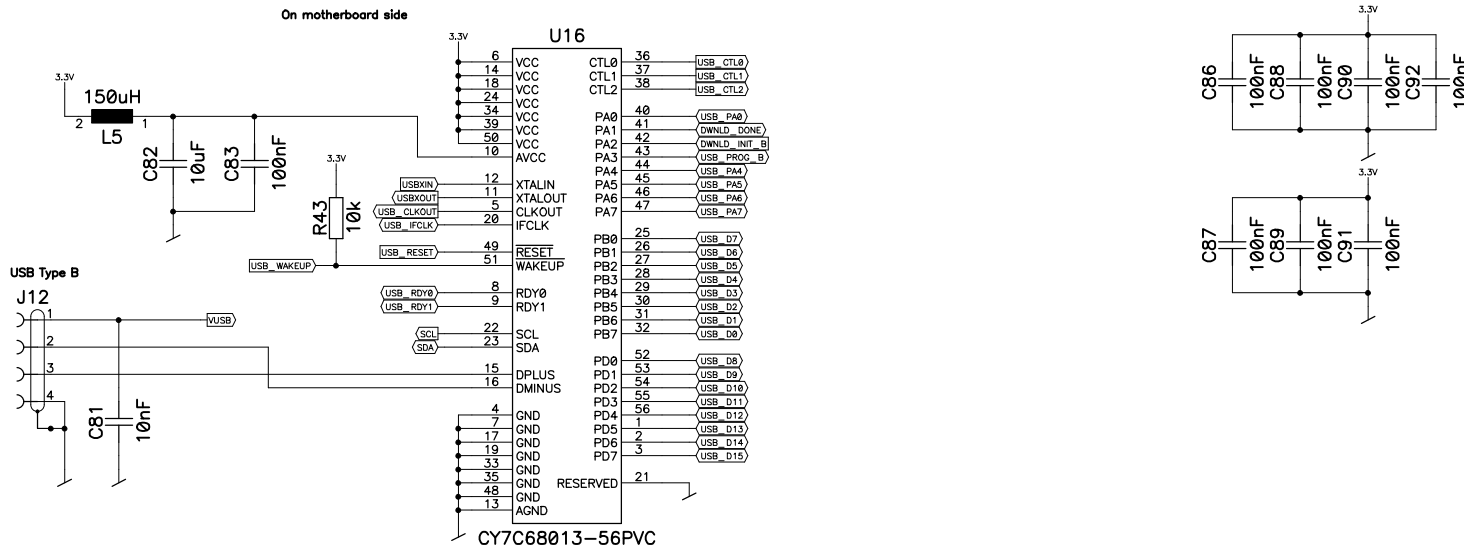 On motherboard side
3.3V
150uH
2 1
L5
C82 10uF
C83 100nF
3.3V
R43 10k
USB_WAKEUP
USB Type B
J12
1
2
3
4
VUSB
C81 10nF
3.3V
U16
6 VCC
14 VCC
18 VCC
24 VCC
34 VCC
39 VCC
50 VCC
10 AVCC
USBXIN 12 XTALIN
USBXOUT 11 XTALOUT
USB_CLKOUT 5 CLKOUT
USB_IFCLK 20 IFCLK
USB_RESET 49 RESET
51 WAKEUP
USB_RDY0 8 RDY0
USB_RDY1 9 RDY1
SCL 22 SCL
SDA 23 SDA
15 DPLUS
16 DMINUS
4 GND
7 GND
17 GND
19 GND
33 GND
35 GND
48 GND
13 AGND
CTL0 36 USB_CTL0
CTL1 37 USB_CTL1
CTL2 38 USB_CTL2
PA0 40 USB_PA0
PA1 41 DWNLD_DONE
PA2 42 DWNLD_INIT_B
PA3 43 USB_PROG_B
PA4 44 USB_PA4
PA5 45 USB_PA5
PA6 46 USB_PA6
PA7 47 USB_PA7
PB0 25 USB_D7
PB1 26 USB_D6
PB2 27 USB_D5
PB3 28 USB_D4
PB4 29 USB_D3
PB5 30 USB_D2
PB6 31 USB_D1
PB7 32 USB_D0
PD0 52 USB_D8
PD1 53 USB_D9
PD2 54 USB_D10
PD3 55 USB_D11
PD4 56 USB_D12
PD5 1 USB_D13
PD6 2 USB_D14
PD7 3 USB_D15
RESERVED 21
CY7C68013-56PVC
3.3V
C86 100nF
C88 100nF
C90 100nF
C92 100nF
3.3V
C87 100nF
C89 100nF
C91 100nF